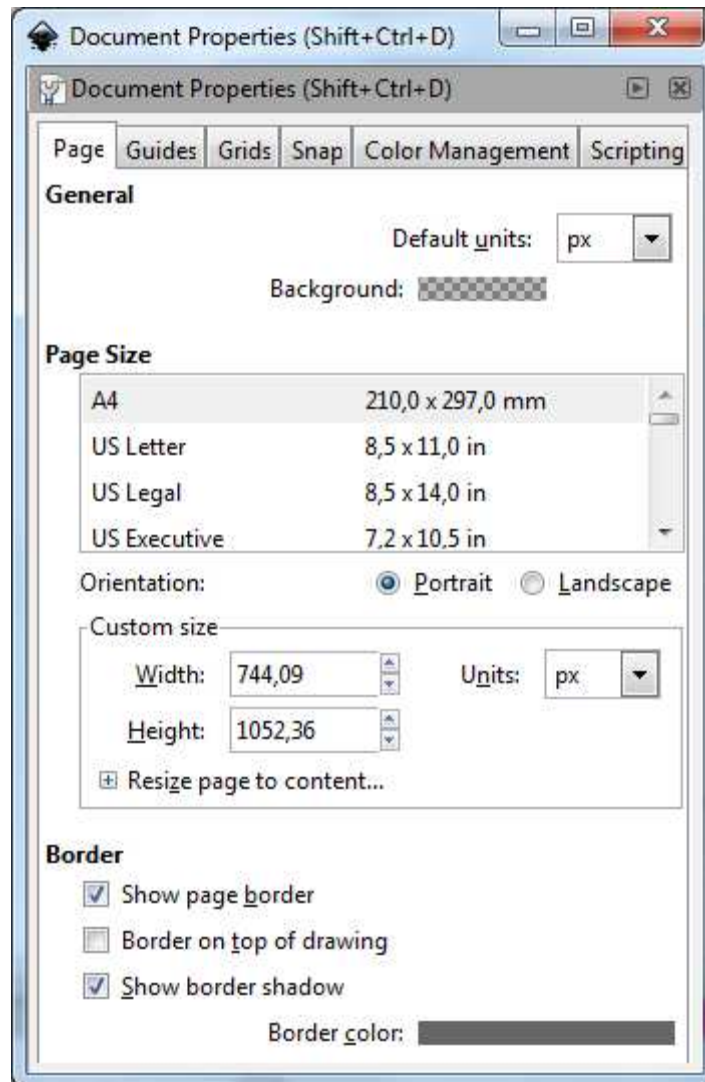 Document Properties (Shift+Ctrl+D)
Document Properties (Shift+Ctrl+D)
Page Guides Grids Snap Color Management Scripting
General
Default units: px
Background:
Page Size
A4 210,0 x 297,0 mm
US Letter 8,5 x 11,0 in
US Legal 8,5 x 14,0 in
US Executive 7,2 x 10,5 in
Orientation: Portrait Landscape
Custom size
Width: 744,09 Units: px
Height: 1052,36
Resize page to content...
Border
Show page border
Border on top of drawing
Show border shadow
Border color: